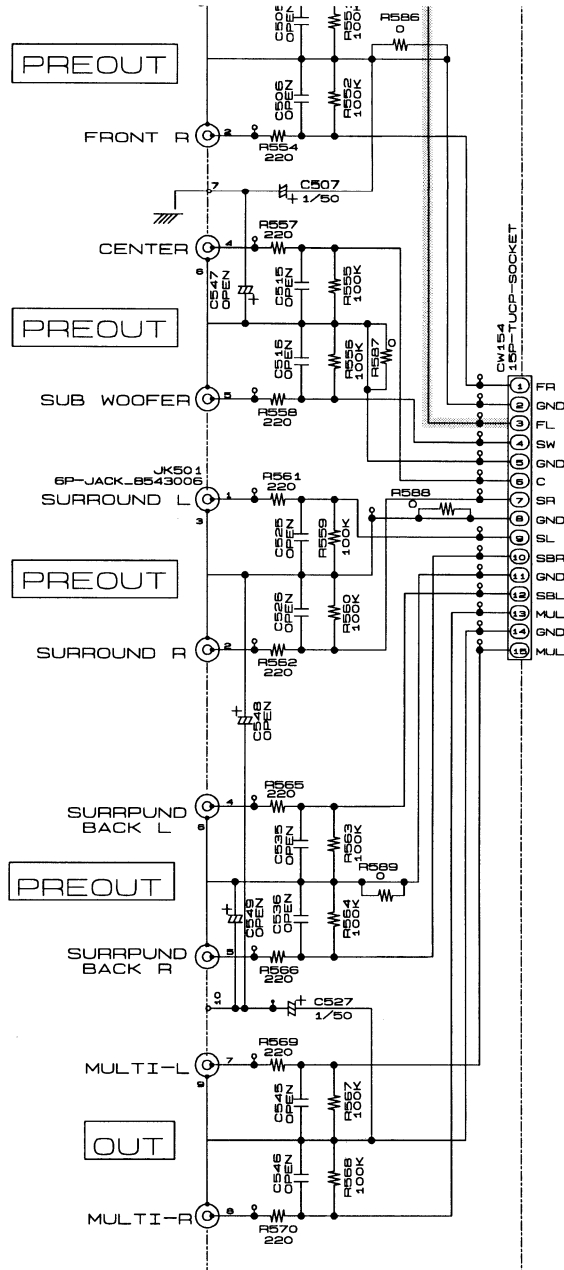 C505
OPEN
100K
R586
0
PREOUT
C506
OPEN
R552
100K
FRONT R
2
R554
220
7
C507
+ 1/50
R557
220
CENTER
4
6
C547
OPEN
+
C515
OPEN
R555
100K
PREOUT
C516
OPEN
R556
100K
R587
0
SUB WOOFER
5
R558
220
CW154
15P-TUCP-SOCKET
1 FR
2 GND
3 FL
4 SW
5 GND
6 C
7 SR
8 GND
9 SL
10 SBR
11 GND
12 SBL
13 MUL
14 GND
15 MUL
JK501
6P-JACK_8543006
SURROUND L
1
3
R561
220
R588
0
C525
OPEN
R559
100K
PREOUT
C526
OPEN
R560
100K
SURROUND R
2
R562
220
+
C548
OPEN
SURRPUND
BACK L
4
6
R565
220
C535
OPEN
R563
100K
R589
0
PREOUT
+
C549
OPEN
C536
OPEN
R564
100K
SURRPUND
BACK R
5
R566
220
10
+ C527
1/50
R569
220
MULTI-L
7
9
C545
OPEN
R567
100K
OUT
C546
OPEN
R568
100K
MULTI-R
8
R570
220